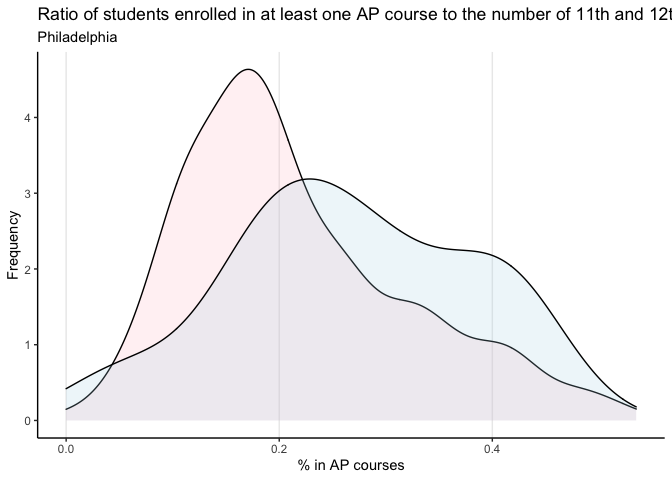 Ratio of students enrolled in at least one AP course to the number of 11th and
Philadelphia
4
3
2
1
0
Frequency
0.0 0.2 0.4
% in AP courses